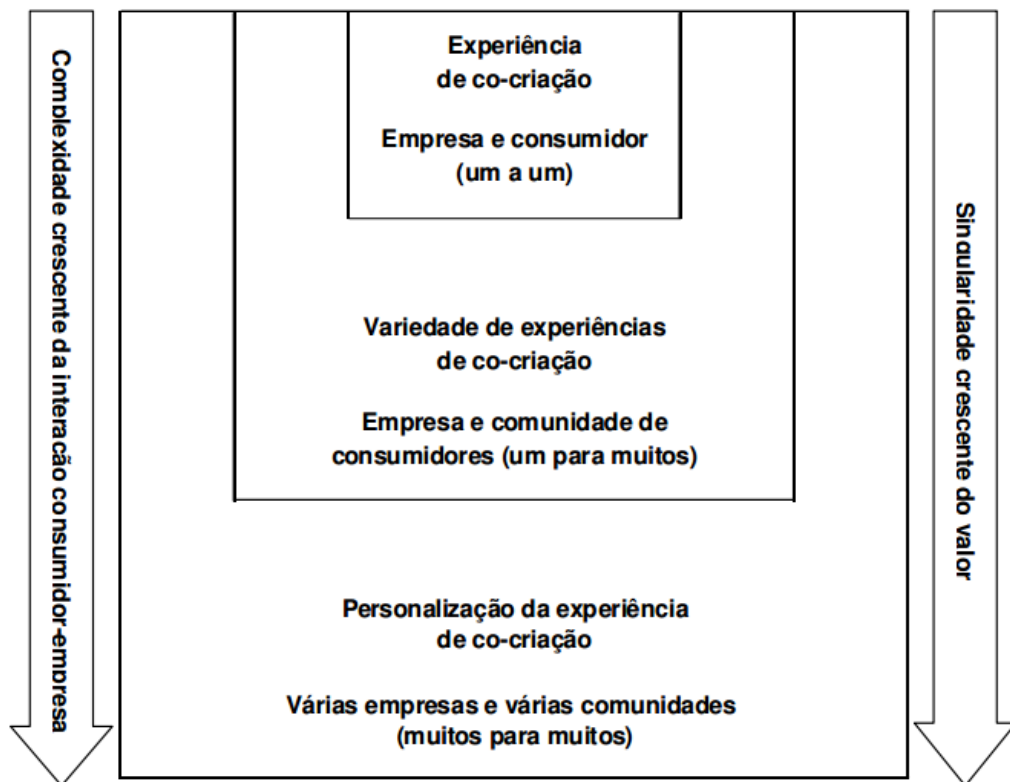 Complexidade crescente da interação consumidor-empresa
Experiência
de co-criação
Empresa e consumidor
(um a um)
Variedade de experiências
de co-criação
Empresa e comunidade de
consumidores (um para muitos)
Personalização da experiência
de co-criação
Várias empresas e várias comunidades
(muitos para muitos)
Singularidade crescente do valor